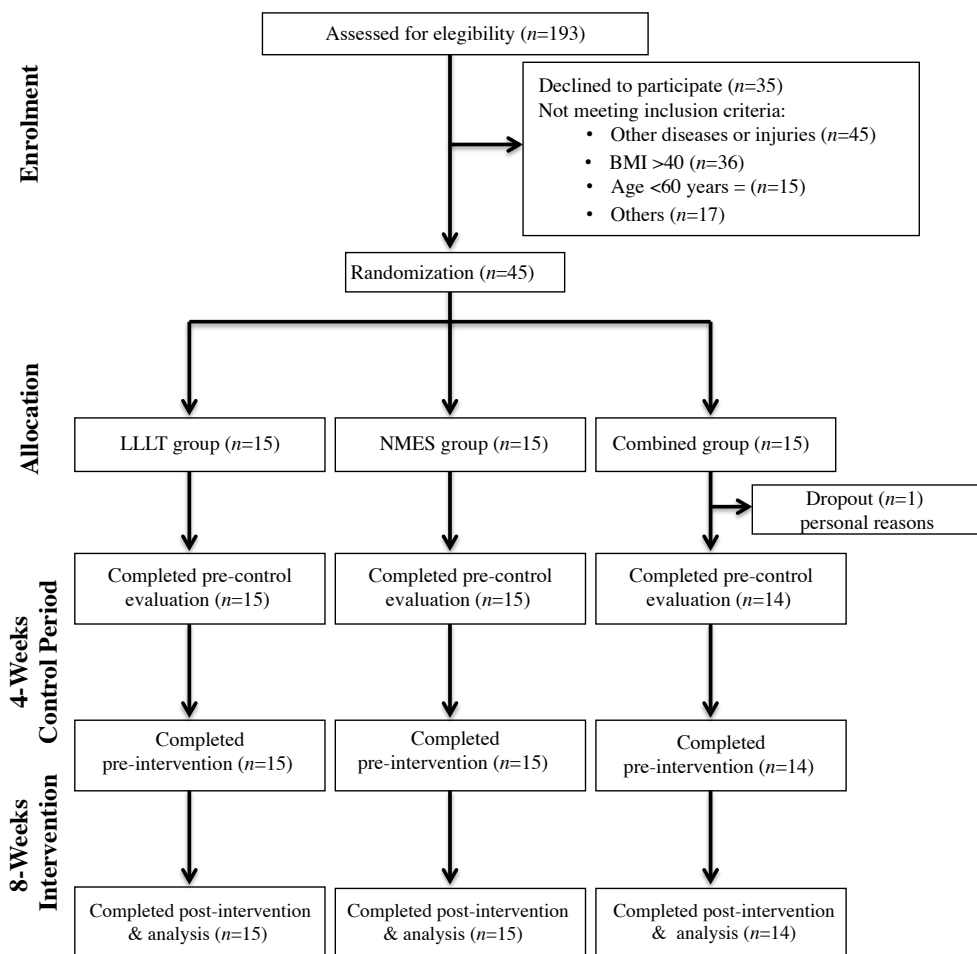 Assessed for elegibility (n=193)
Enrolment
Declined to participate (n=35)
Not meeting inclusion criteria:
• Other diseases or injuries (n=45)
• BMI >40 (n=36)
• Age <60 years = (n=15)
• Others (n=17)
Randomization (n=45)
Allocation
LLLT group (n=15)
NMES group (n=15)
Combined group (n=15)
Dropout (n=1)
personal reasons
4-Weeks
Control Period
Completed pre-control
evaluation (n=15)
Completed pre-control
evaluation (n=15)
Completed pre-control
evaluation (n=14)
Completed
pre-intervention (n=15)
Completed
pre-intervention (n=15)
Completed
pre-intervention (n=14)
8-Weeks
Intervention
Completed post-intervention
& analysis (n=15)
Completed post-intervention
& analysis (n=15)
Completed post-intervention
& analysis (n=14)